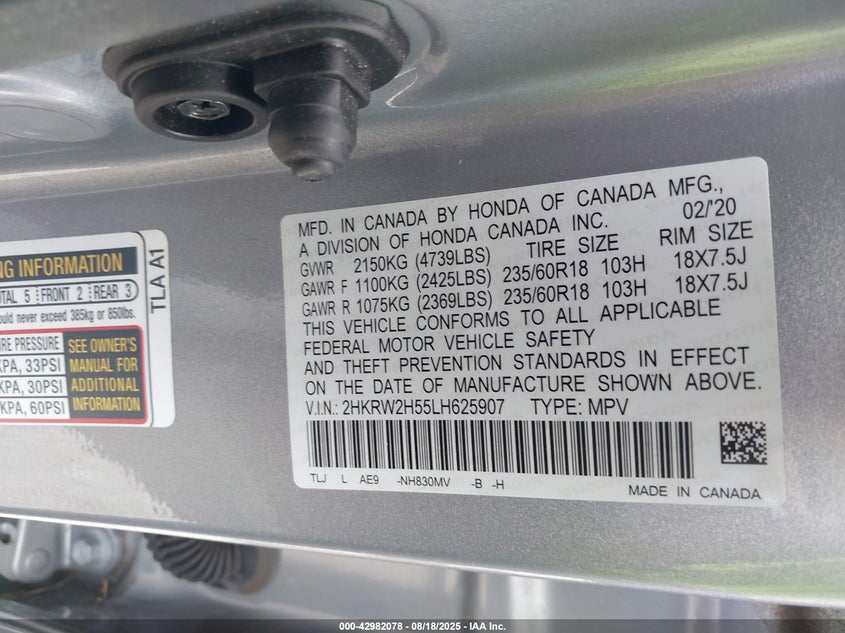 MFD. IN CANADA BY HONDA OF CANADA MFG.,
A DIVISION OF HONDA CANADA INC. 02/'20
GVWR 2150KG (4739LBS) TIRE SIZE RIM SIZE
GAWR F 1100KG (2425LBS) 235/60R18 103H 18X7.5J
GAWR R 1075KG (2369LBS) 235/60R18 103H 18X7.5J
THIS VEHICLE CONFORMS TO ALL APPLICABLE
FEDERAL MOTOR VEHICLE SAFETY
AND THEFT PREVENTION STANDARDS IN EFFECT
ON THE DATE OF MANUFACTURE SHOWN ABOVE.
V.I.N.: 2HKRW2H55LH625907 TYPE: MPV
TLJ L AE9 -NH830MV -B -H
MADE IN CANADA
INFORMATION
5 FRONT 2 REAR 3
never exceed 385kg or 850lbs.
PRESSURE SEE OWNER'S
33PSI MANUAL FOR
30PSI ADDITIONAL
60PSI INFORMATION
TLA A1
000-42982078 - 08/18/2025 - IAA Inc.